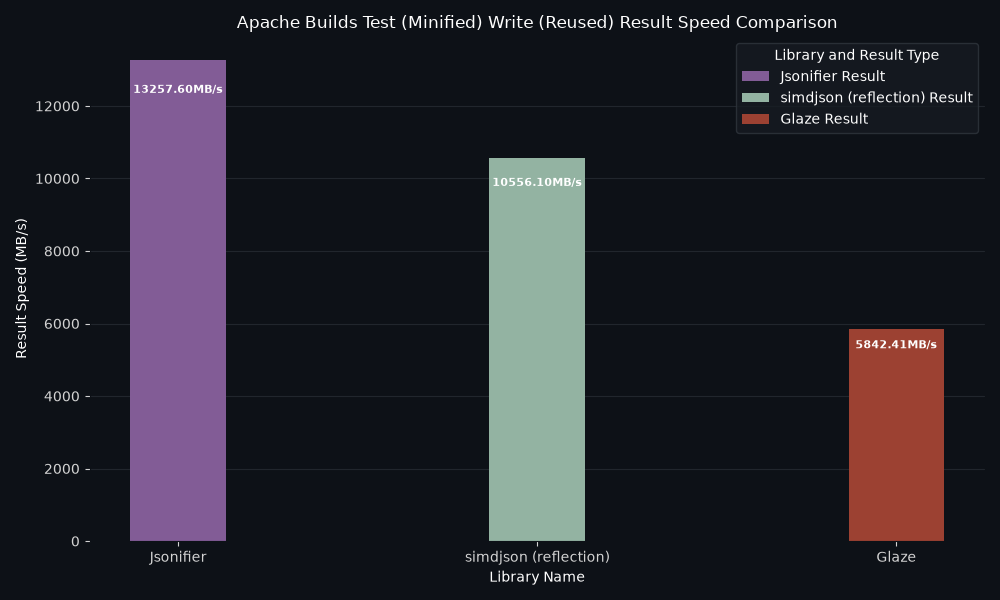 Apache Builds Test (Minified) Write (Reused) Result Speed Comparison
Library and Result Type
Jsonifier Result
simdjson (reflection) Result
Glaze Result
Result Speed (MB/s)
12000
10000
8000
6000
4000
2000
0
13257.60MB/s
10556.10MB/s
5842.41MB/s
Jsonifier
simdjson (reflection)
Glaze
Library Name